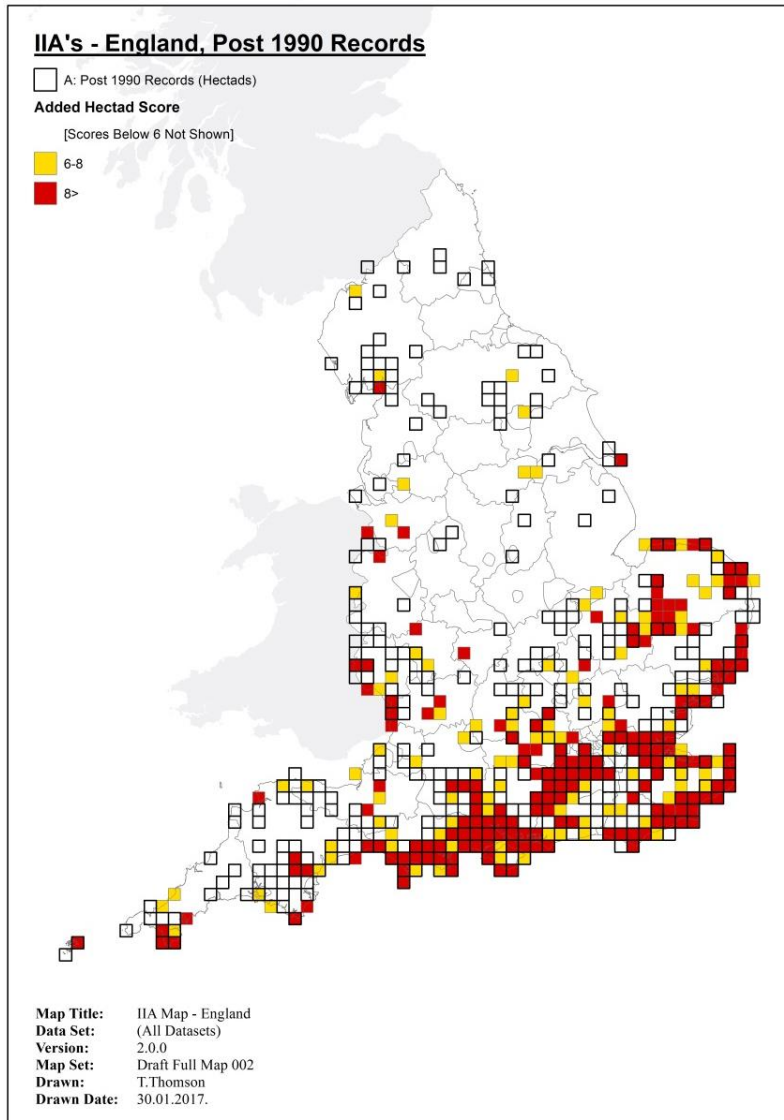 IIA's - England, Post 1990 Records
A: Post 1990 Records (Hectads)
Added Hectad Score
[Scores Below 6 Not Shown]
6-8
8>
Map Title: IIA Map - England
Data Set: (All Datasets)
Version: 2.0.0
Map Set: Draft Full Map 002
Drawn: T.Thomson
Drawn Date: 30.01.2017.